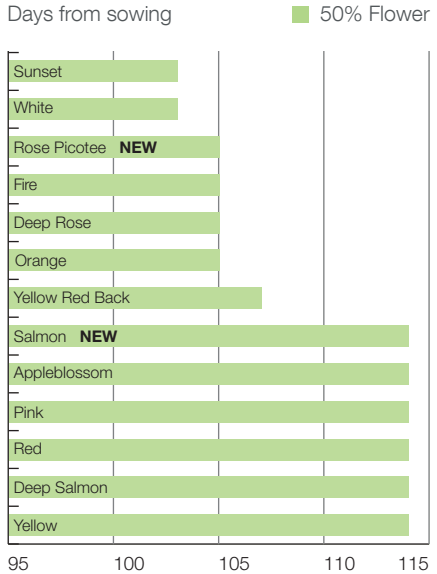 Days from sowing 50% Flower
Sunset
White
Rose Picotee NEW
Fire
Deep Rose
Orange
Yellow Red Back
Salmon NEW
Appleblossom
Pink
Red
Deep Salmon
Yellow
95 100 105 110 115